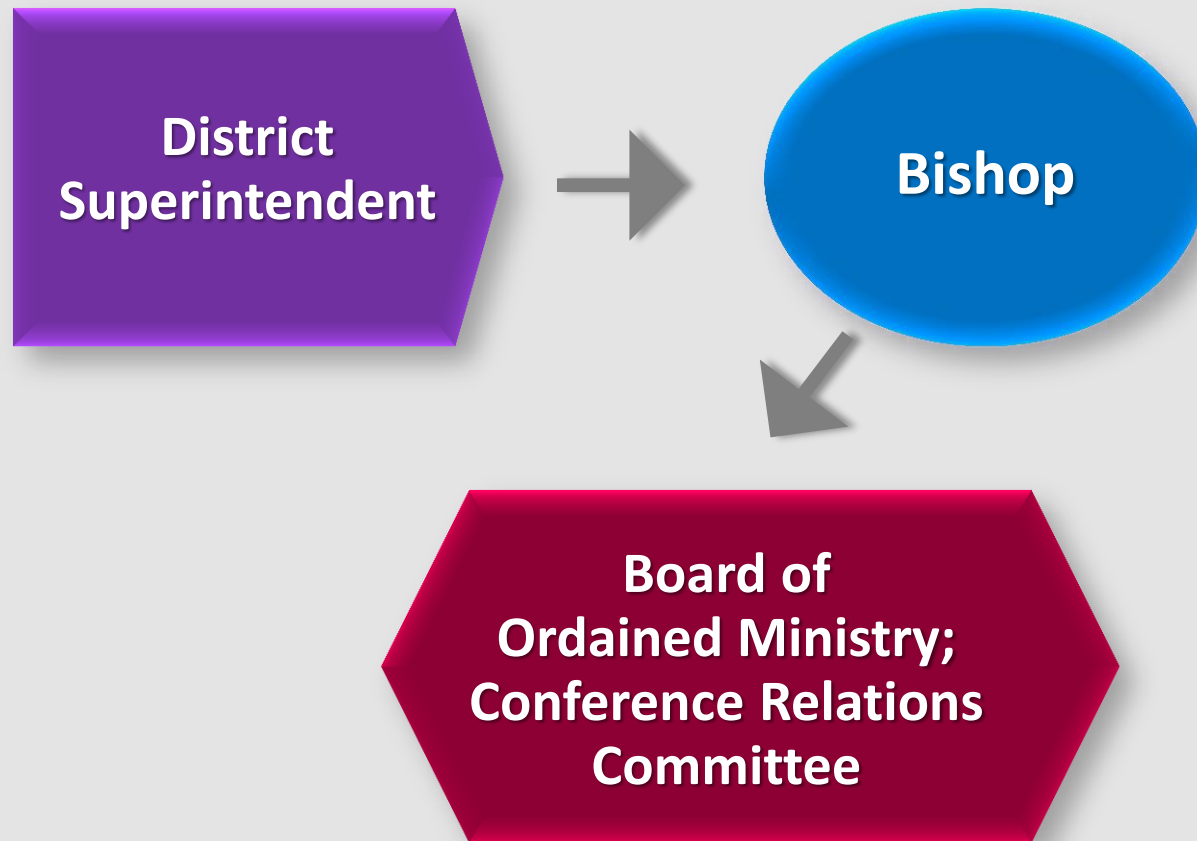 District
Superintendent
Bishop
Board of
Ordained Ministry;
Conference Relations
Committee